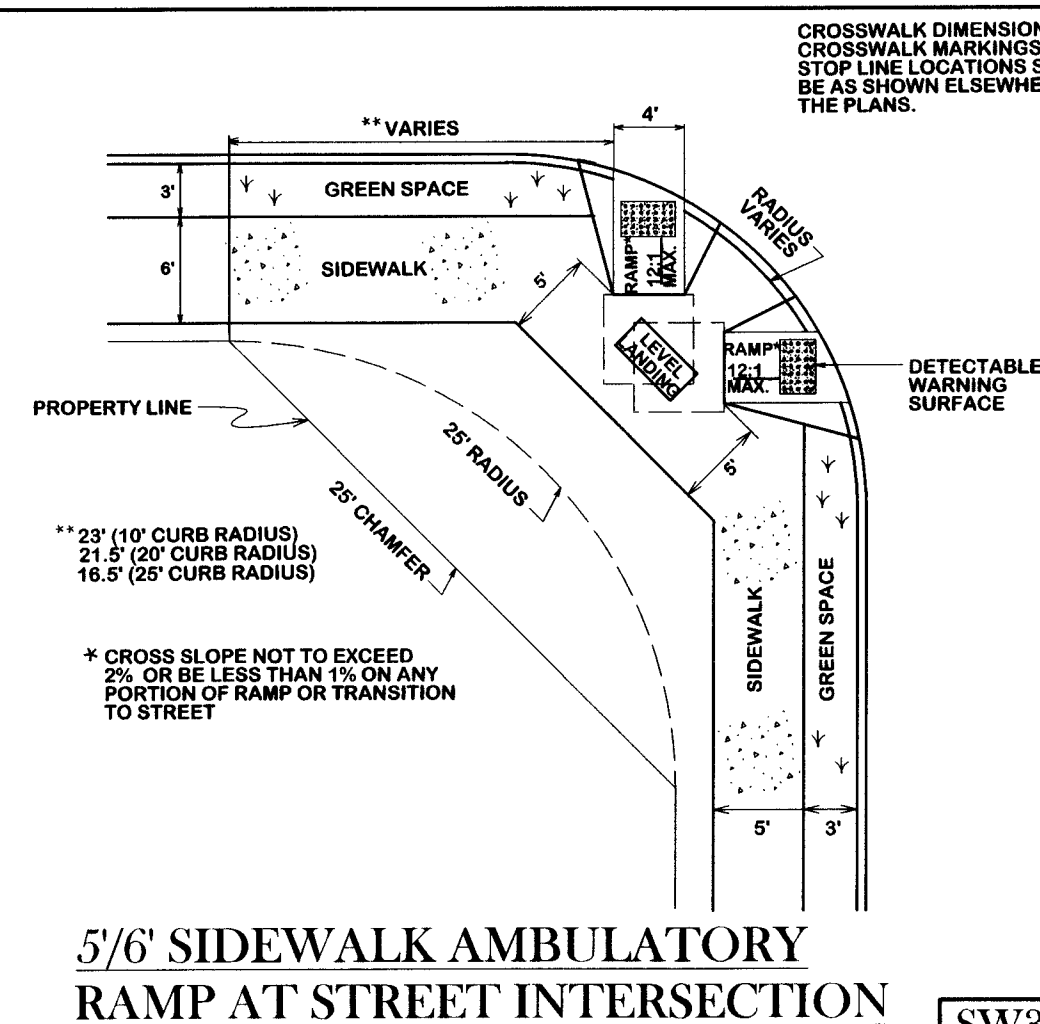 CROSSWALK DIMENSION
CROSSWALK MARKINGS
STOP LINE LOCATIONS S
BE AS SHOWN ELSEWHE
THE PLANS.
** VARIES
4'
3'
GREEN SPACE
RADIUS
VARIES
6'
SIDEWALK
5'
RAMP*
12:1
MAX.
LEVEL
LANDING
RAMP*
12:1
MAX.
DETECTABLE
WARNING
SURFACE
PROPERTY LINE
25' RADIUS
5'
25' CHAMFER
** 23' (10' CURB RADIUS)
21.5' (20' CURB RADIUS)
16.5' (25' CURB RADIUS)
SIDEWALK
GREEN SPACE
* CROSS SLOPE NOT TO EXCEED
2% OR BE LESS THAN 1% ON ANY
PORTION OF RAMP OR TRANSITION
TO STREET
5'
3'
5'/6' SIDEWALK AMBULATORY
RAMP AT STREET INTERSECTION
SW3